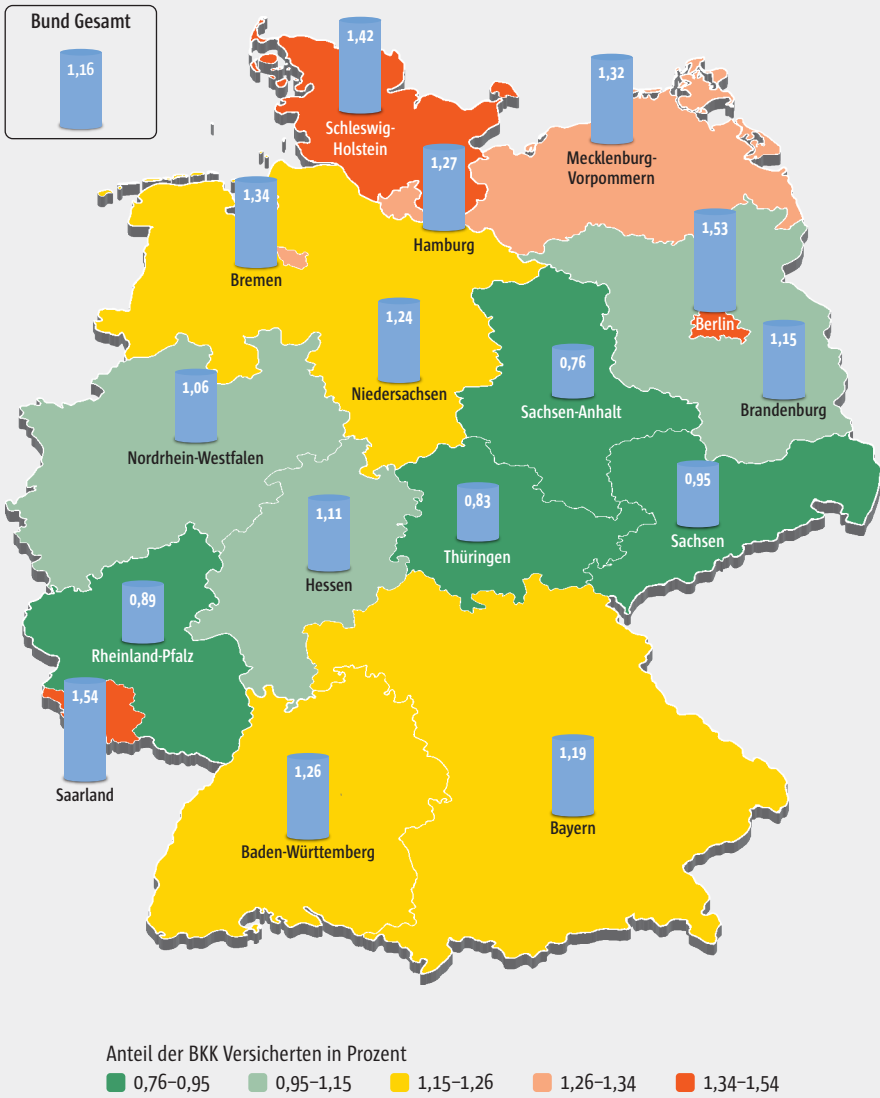 Bund Gesamt
1,16
1,42
Schleswig-
Holstein
1,32
Mecklenburg-
Vorpommern
1,27
Hamburg
1,34
Bremen
1,53
Berlin
1,24
Niedersachsen
1,15
Brandenburg
0,76
Sachsen-Anhalt
1,06
Nordrhein-Westfalen
0,95
Sachsen
0,83
Thüringen
1,11
Hessen
0,89
Rheinland-Pfalz
1,54
Saarland
1,26
Baden-Württemberg
1,19
Bayern
Anteil der BKK Versicherten in Prozent
0,76–0,95 0,95–1,15 1,15–1,26 1,26–1,34 1,34–1,54